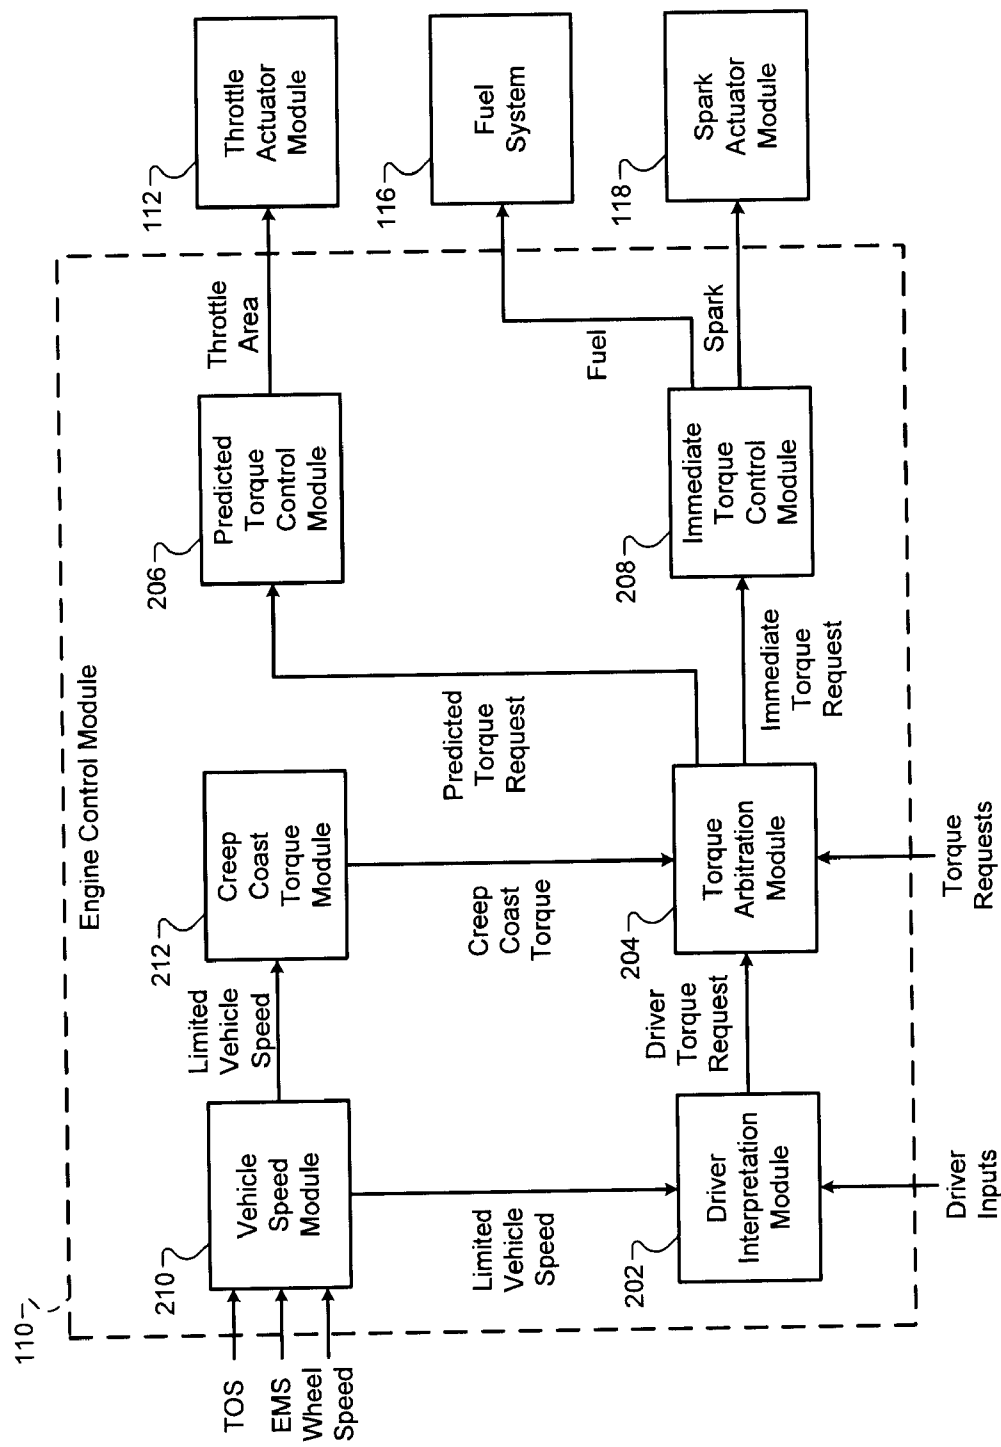 110
Engine Control Module
TOS
EMS
Wheel
Speed
210
Vehicle
Speed
Module
Limited
Vehicle
Speed
212
Creep
Coast
Torque
Module
206
Predicted
Torque
Control
Module
Throttle
Area
112
Throttle
Actuator
Module
Limited
Vehicle
Speed
Creep
Coast
Torque
Predicted
Torque
Request
Fuel
116
Fuel
System
202
Driver
Interpretation
Module
Driver
Torque
Request
204
Torque
Arbitration
Module
Immediate
Torque
Request
208
Immediate
Torque
Control
Module
Spark
118
Spark
Actuator
Module
Driver
Inputs
Torque
Requests